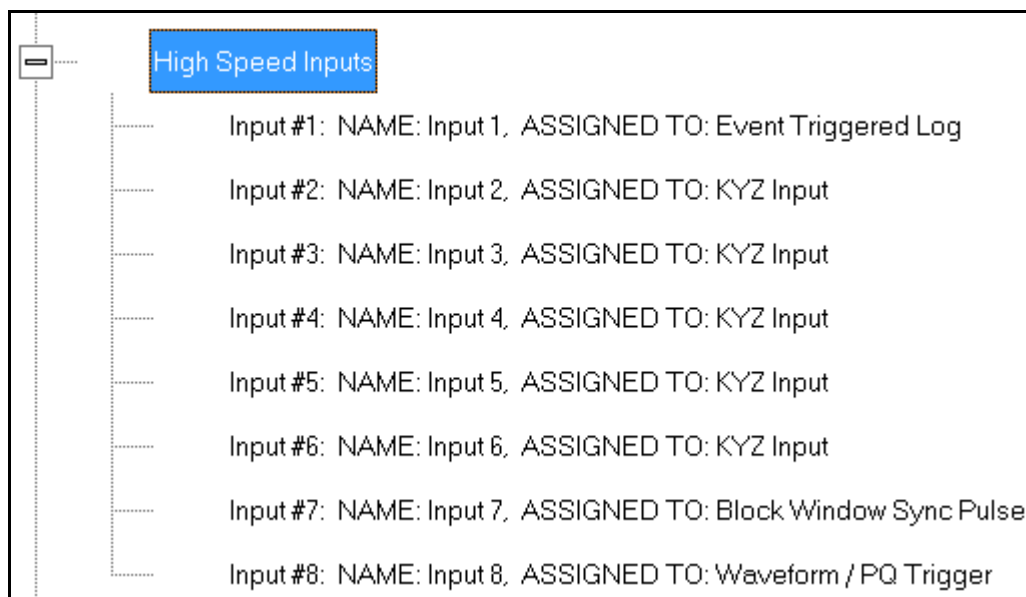 High Speed Inputs
Input #1: NAME: Input 1, ASSIGNED TO: Event Triggered Log
Input #2: NAME: Input 2, ASSIGNED TO: KYZ Input
Input #3: NAME: Input 3, ASSIGNED TO: KYZ Input
Input #4: NAME: Input 4, ASSIGNED TO: KYZ Input
Input #5: NAME: Input 5, ASSIGNED TO: KYZ Input
Input #6: NAME: Input 6, ASSIGNED TO: KYZ Input
Input #7: NAME: Input 7, ASSIGNED TO: Block Window Sync Pulse
Input #8: NAME: Input 8, ASSIGNED TO: Waveform / PQ Trigger